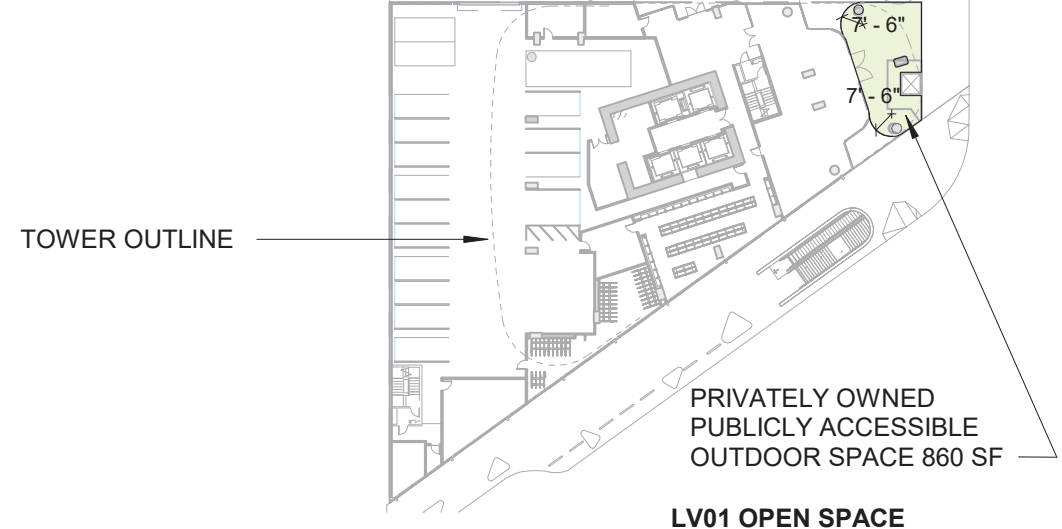 7' - 6"
7' - 6"
TOWER OUTLINE
PRIVATELY OWNED
PUBLICLY ACCESSIBLE
OUTDOOR SPACE 860 SF
LV01 OPEN SPACE